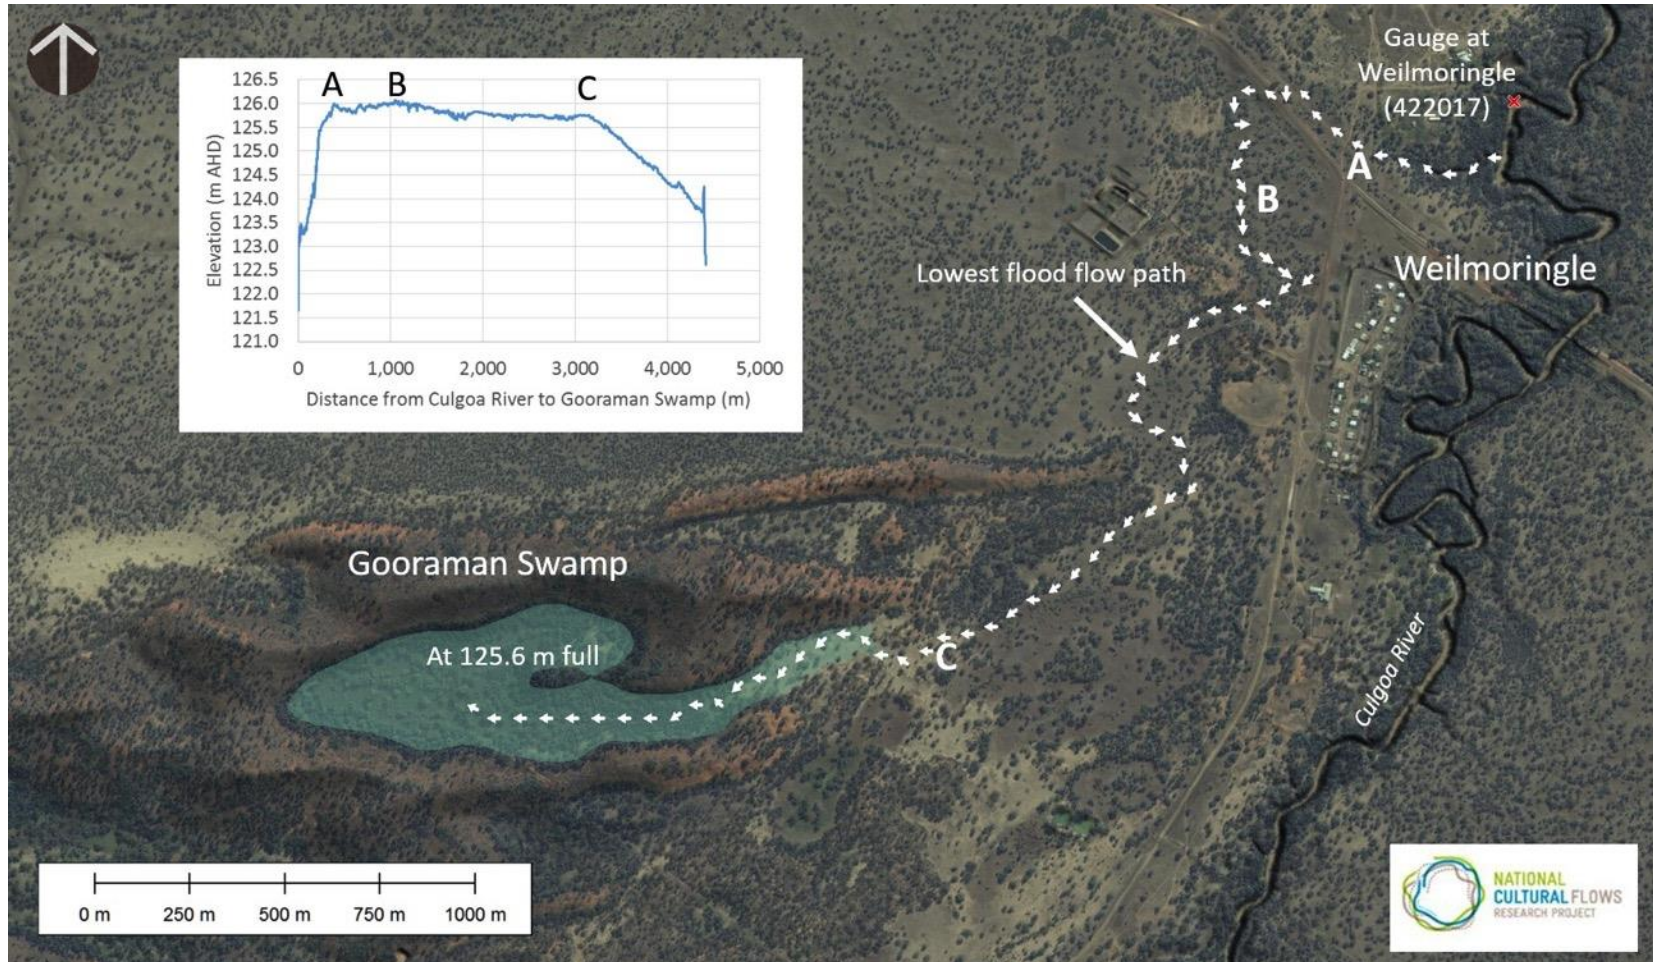 126.5
126.0
125.5
125.0
124.5
124.0
123.5
123.0
122.5
122.0
121.5
121.0
Elevation (m AHD)
A B C
0 1,000 2,000 3,000 4,000 5,000
Distance from Culgoa River to Gooraman Swamp (m)
Gauge at
Weilmoringle
(422017)
A
B
Weilmoringle
Lowest flood flow path
Gooraman Swamp
At 125.6 m full
C
Culgoa River
0 m 250 m 500 m 750 m 1000 m
NATIONAL
CULTURAL FLOWS
RESEARCH PROJECT